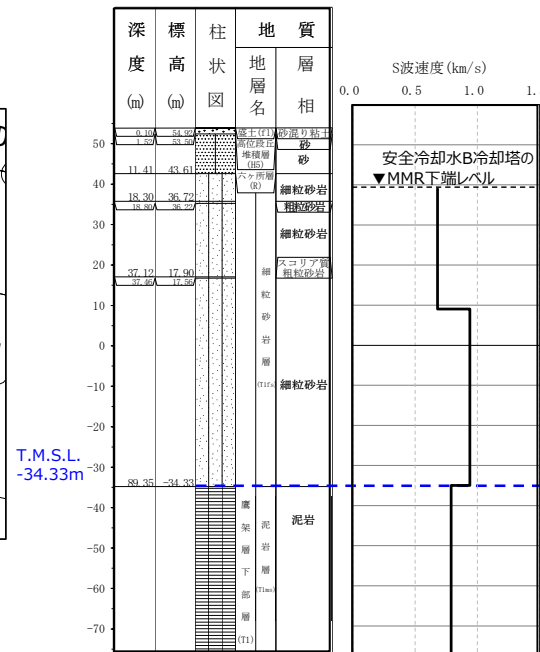 深度(m)
標高(m)
柱状図
地質
地層名
層相
S波速度(km/s)
0.0 0.5 1.0 1.
0.10 54.92 盛土(fl) 砂混り粘土
1.52 53.50 高位段丘堆積層(H5) 砂
砂
11.41 43.61
六ヶ所層(R)
細粒砂岩
18.30 36.72
18.80 36.22 粗粒砂岩
細粒砂岩
スコリア質粗粒砂岩
37.12 17.90
37.46 17.56
細粒砂岩層(T1fs)
細粒砂岩
89.35 -34.33
鷹架層下部層(T1)
泥岩層(T1ms)
泥岩
50
40
30
20
10
0
-10
-20
-30
-40
-50
-60
-70
安全冷却水B冷却塔の
▼MMR下端レベル
T.M.S.L.
-34.33m